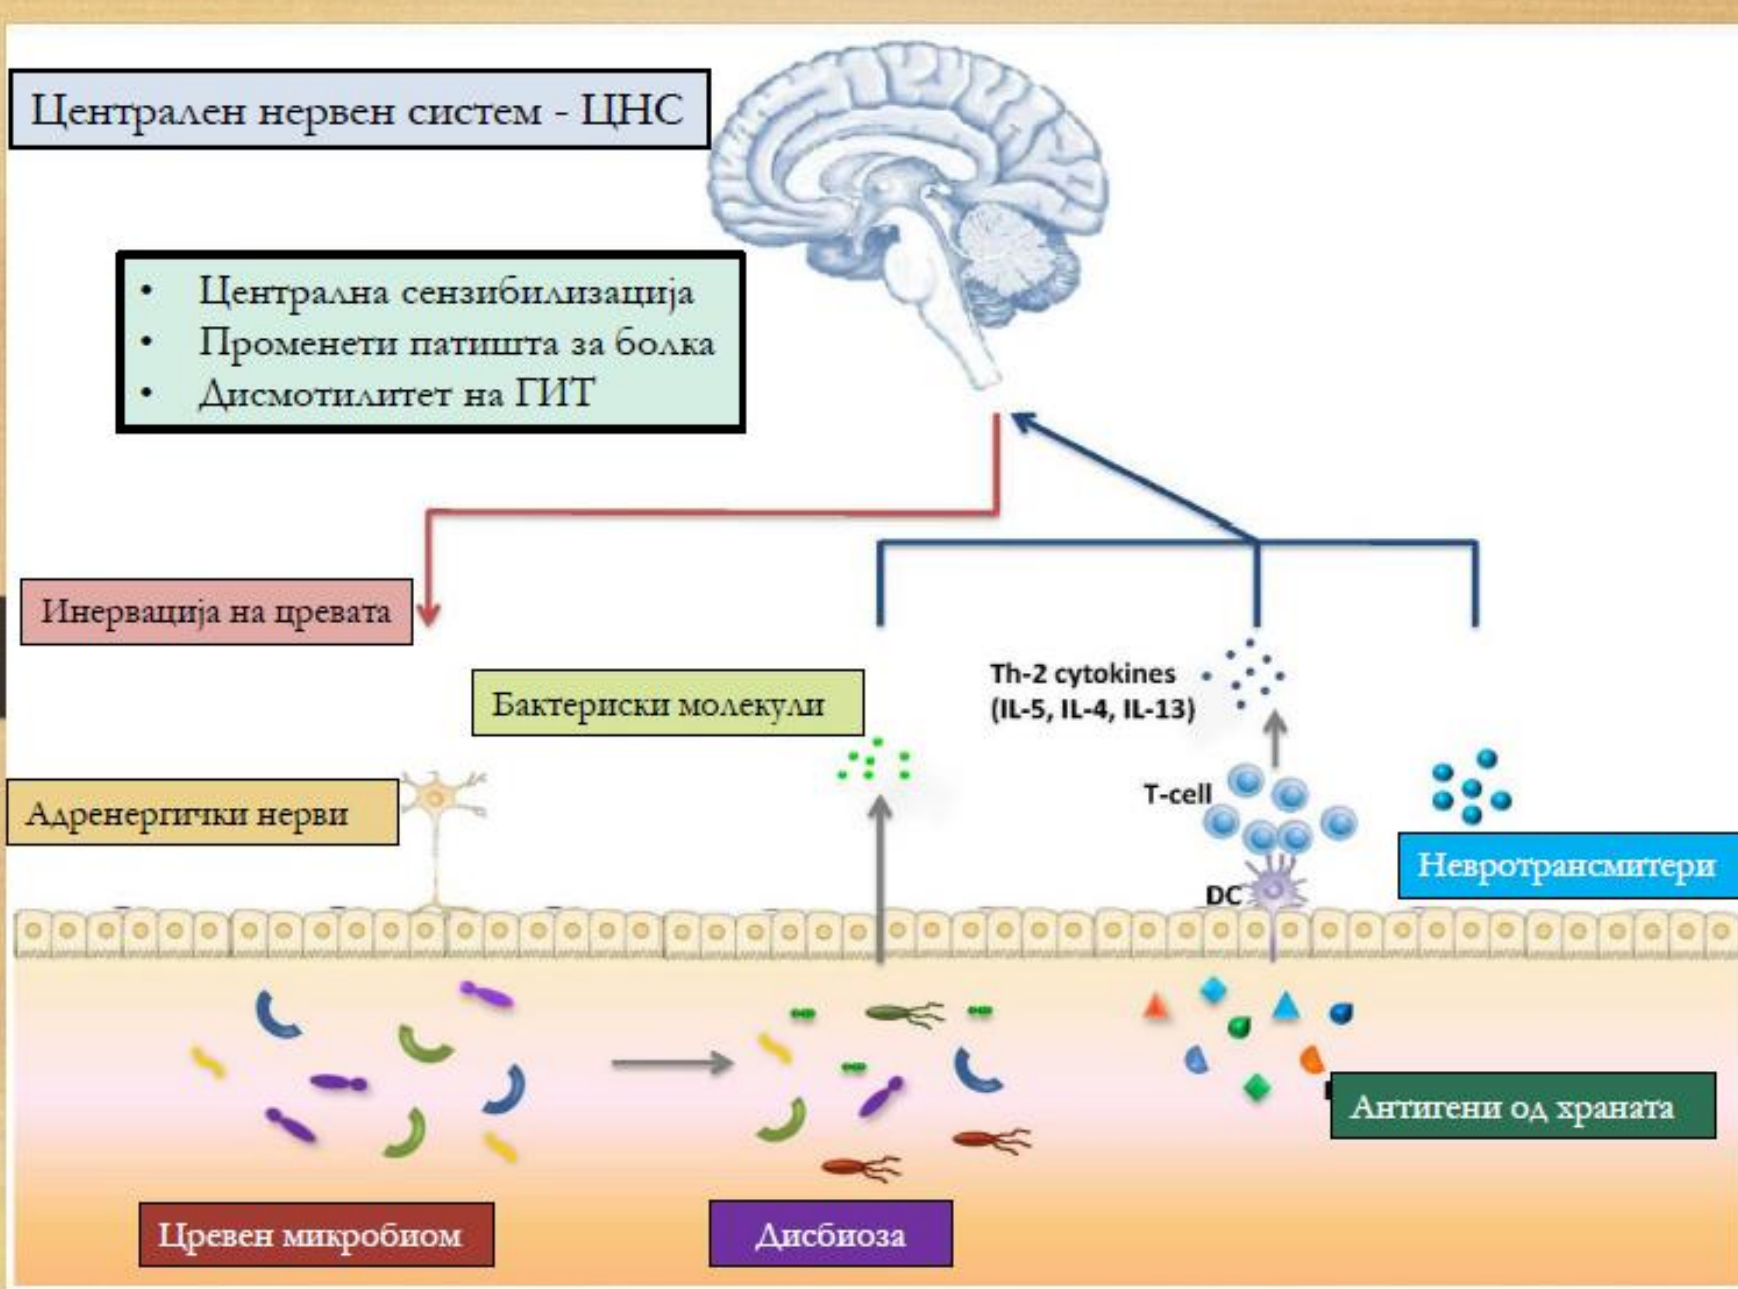 Централен нервен систем - ЦНС
• Централна сензибилизација
• Променети патишта за болка
• Дисмотилитет на ГИТ
Инервација на цревата
Бактериски молекули
Th-2 cytokines
(IL-5, IL-4, IL-13)
T-cell
Адренергички нерви
Невротрансмитери
DC
Антигени од храната
Цревен микробиом
Дисбиоза